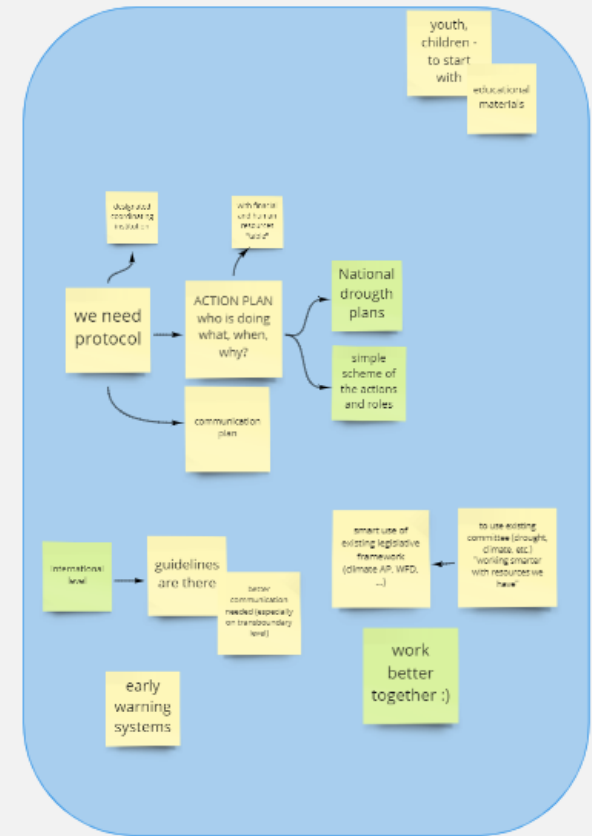 youth,
children -
to start
with
educational
materials
designated
coordinating
institution
with finacial
and human
resources
"table"
we need
protocol
ACTION PLAN
who is doing
what, when,
why?
National
drougth
plans
simple
scheme of
the actions
and roles
communication
plan
smart use of
existing legislative
framework
(climate AP, WFD,
...)
to use existing
committee (drought,
climate, etc.)
"working smarter
with resources we
have"
International
level
guidelines
are there
better
communication
needed (especially
on transboundary
level)
work
better
together :)
early
warning
systems